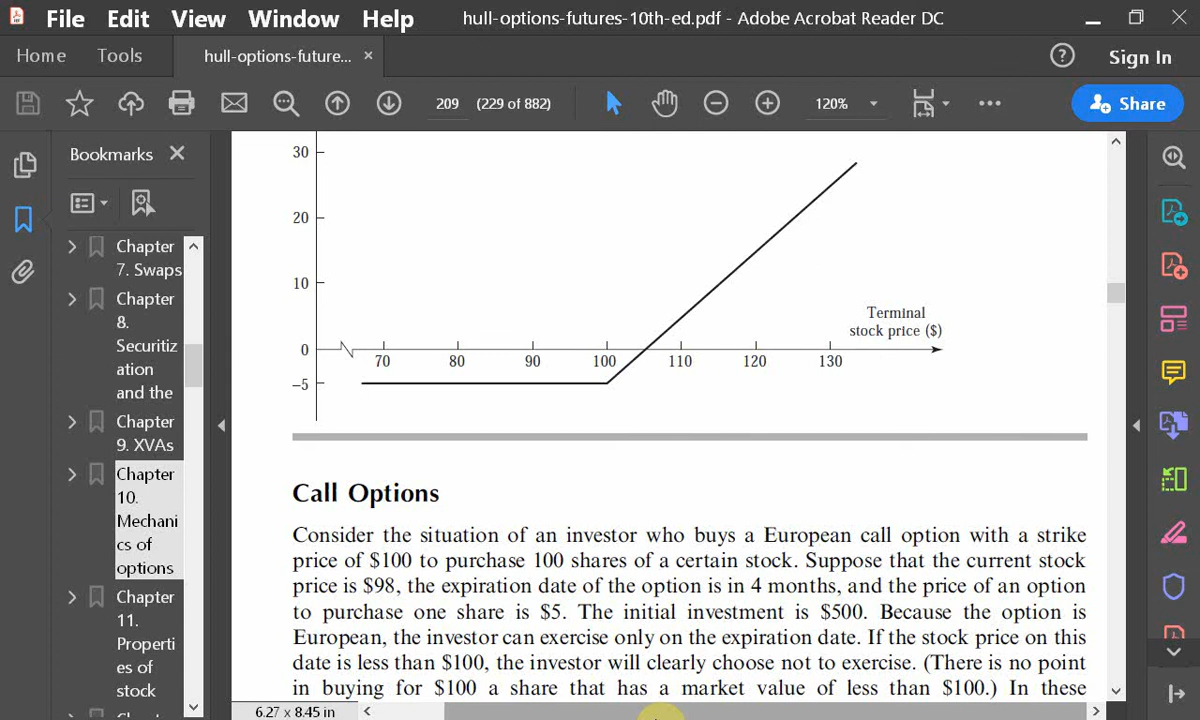 File Edit View Window Help
hull-options-futures-10th-ed.pdf - Adobe Acrobat Reader DC
Home Tools hull-options-future... × ? Sign In
209 (229 of 882) 120% Share
Bookmarks
Chapter
7. Swaps
Chapter
8.
Securitiz
ation
and the
Chapter
9. XVAs
Chapter
10.
Mechani
cs of
options
Chapter
11.
Properti
es of
stock
30
20
10
0
-5
70 80 90 100 110 120 130
Terminal
stock price ($)
Call Options
Consider the situation of an investor who buys a European call option with a strike
price of $100 to purchase 100 shares of a certain stock. Suppose that the current stock
price is $98, the expiration date of the option is in 4 months, and the price of an option
to purchase one share is $5. The initial investment is $500. Because the option is
European, the investor can exercise only on the expiration date. If the stock price on this
date is less than $100, the investor will clearly choose not to exercise. (There is no point
in buying for $100 a share that has a market value of less than $100.) In these
6.27 x 8.45 in